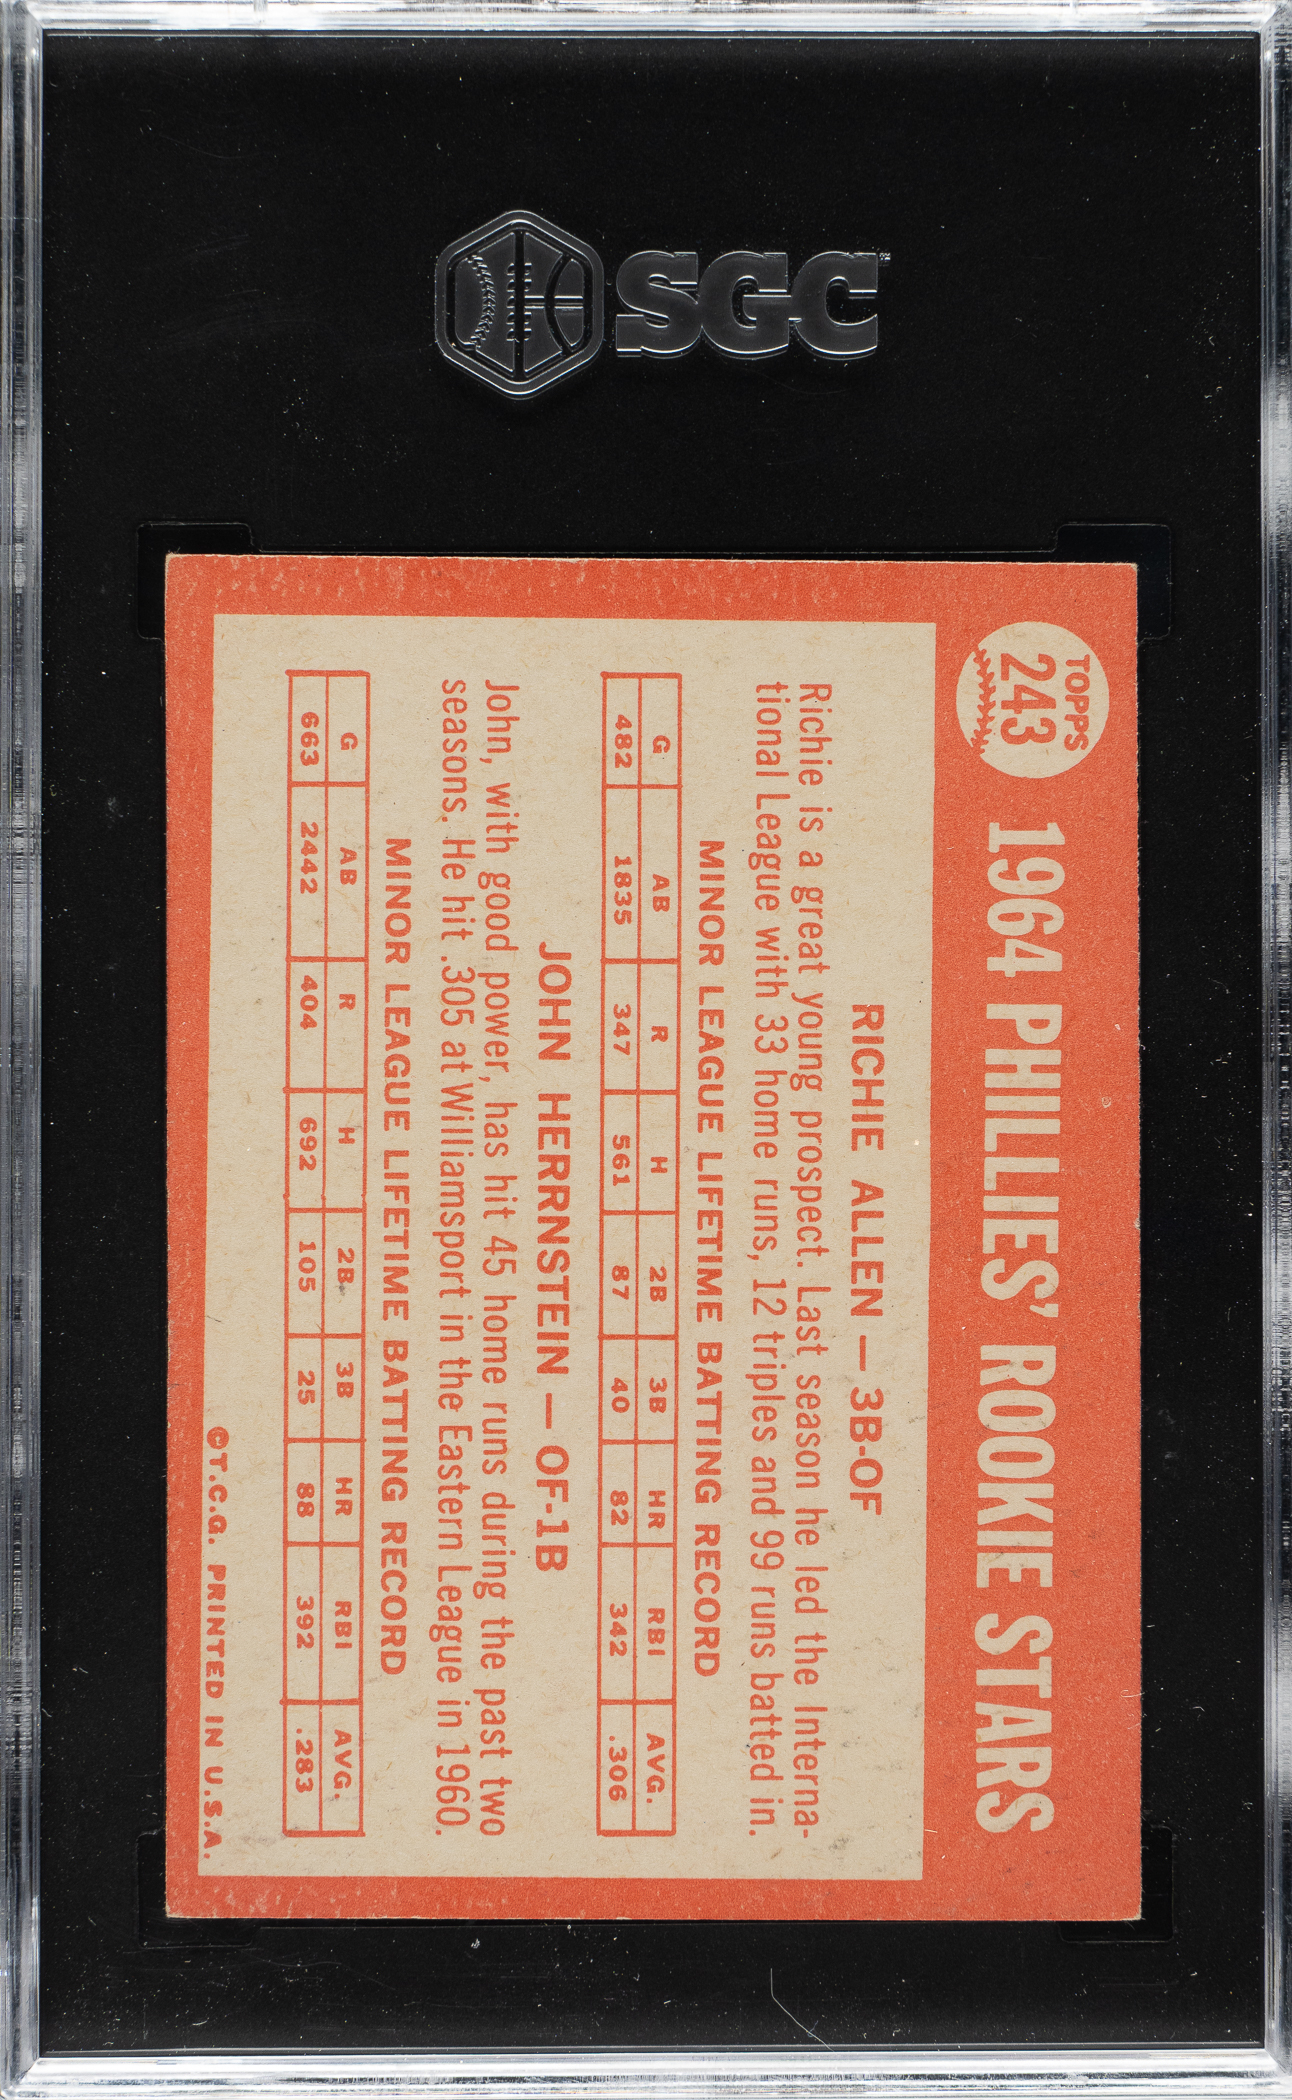 SGC
TOPPS
243
1964 PHILLIES' ROOKIE STARS
RICHIE ALLEN — 3B-OF
Richie is a great young prospect. Last season he led the Interna-
tional League with 33 home runs, 12 triples and 99 runs batted in.
MINOR LEAGUE LIFETIME BATTING RECORD
G AB R H 2B 3B HR RBI AVG.
482 1835 347 561 87 40 82 342 .306
JOHN HERRNSTEIN — OF-1B
John, with good power, has hit 45 home runs during the past two
seasons. He hit .305 at Williamsport in the Eastern League in 1960.
MINOR LEAGUE LIFETIME BATTING RECORD
G AB R H 2B 3B HR RBI AVG.
663 2442 404 692 105 25 88 392 .283
©T.C.G. PRINTED IN U.S.A.